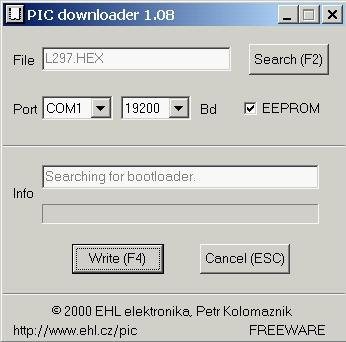 PIC downloader 1.08
File L297.HEX Search (F2)
Port COM1 19200 Bd EEPROM
Info Searching for bootloader.
Write (F4) Cancel (ESC)
© 2000 EHL elektronika, Petr Kolomaznik
http://www.ehl.cz/pic FREEWARE